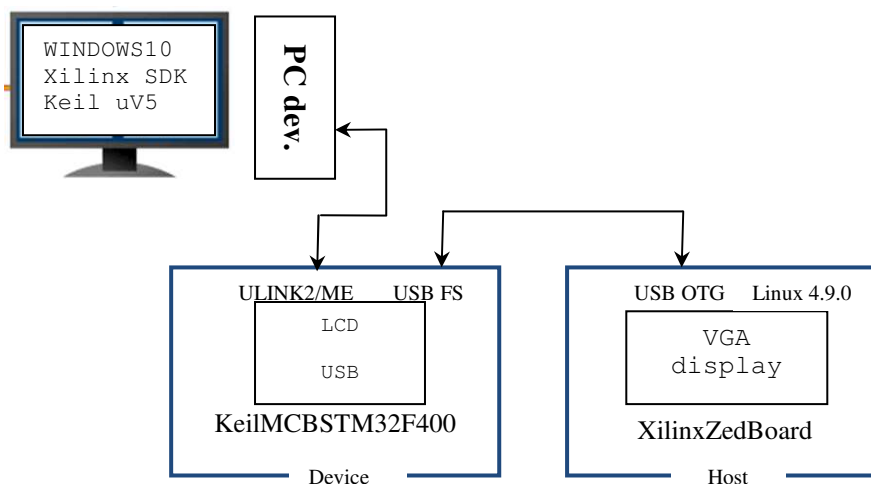 WINDOWS10
Xilinx SDK
Keil uV5
PC dev.
ULINK2/ME
USB FS
LCD
USB
KeilMCBSTM32F400
Device
USB OTG
Linux 4.9.0
VGA
display
XilinxZedBoard
Host